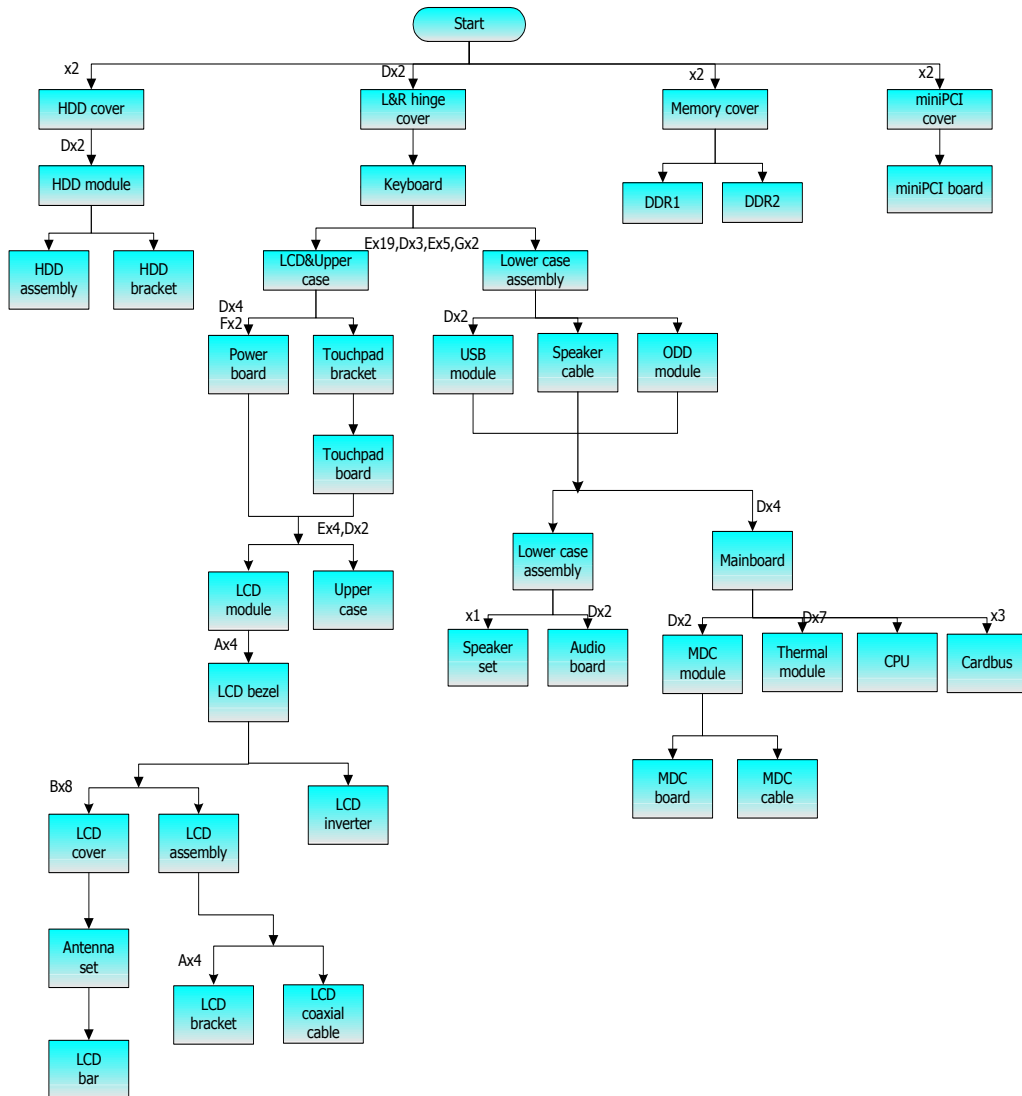 Start
x2
Dx2
x2
x2
HDD cover
L&R hinge
cover
Memory cover
miniPCI
cover
Dx2
HDD module
Keyboard
DDR1
DDR2
miniPCI board
Ex19,Dx3,Ex5,Gx2
HDD
assembly
HDD
bracket
LCD&Upper
case
Lower case
assembly
Dx4
Fx2
Dx2
Power
board
Touchpad
bracket
USB
module
Speaker
cable
ODD
module
Touchpad
board
Ex4,Dx2
Dx4
Lower case
assembly
Mainboard
LCD
module
Upper
case
x1
Dx2
Dx2
Dx7
x3
Speaker
set
Audio
board
MDC
module
Thermal
module
CPU
Cardbus
Ax4
LCD bezel
MDC
board
MDC
cable
Bx8
LCD
cover
LCD
assembly
LCD
inverter
Antenna
set
Ax4
LCD
bracket
LCD
coaxial
cable
LCD
bar